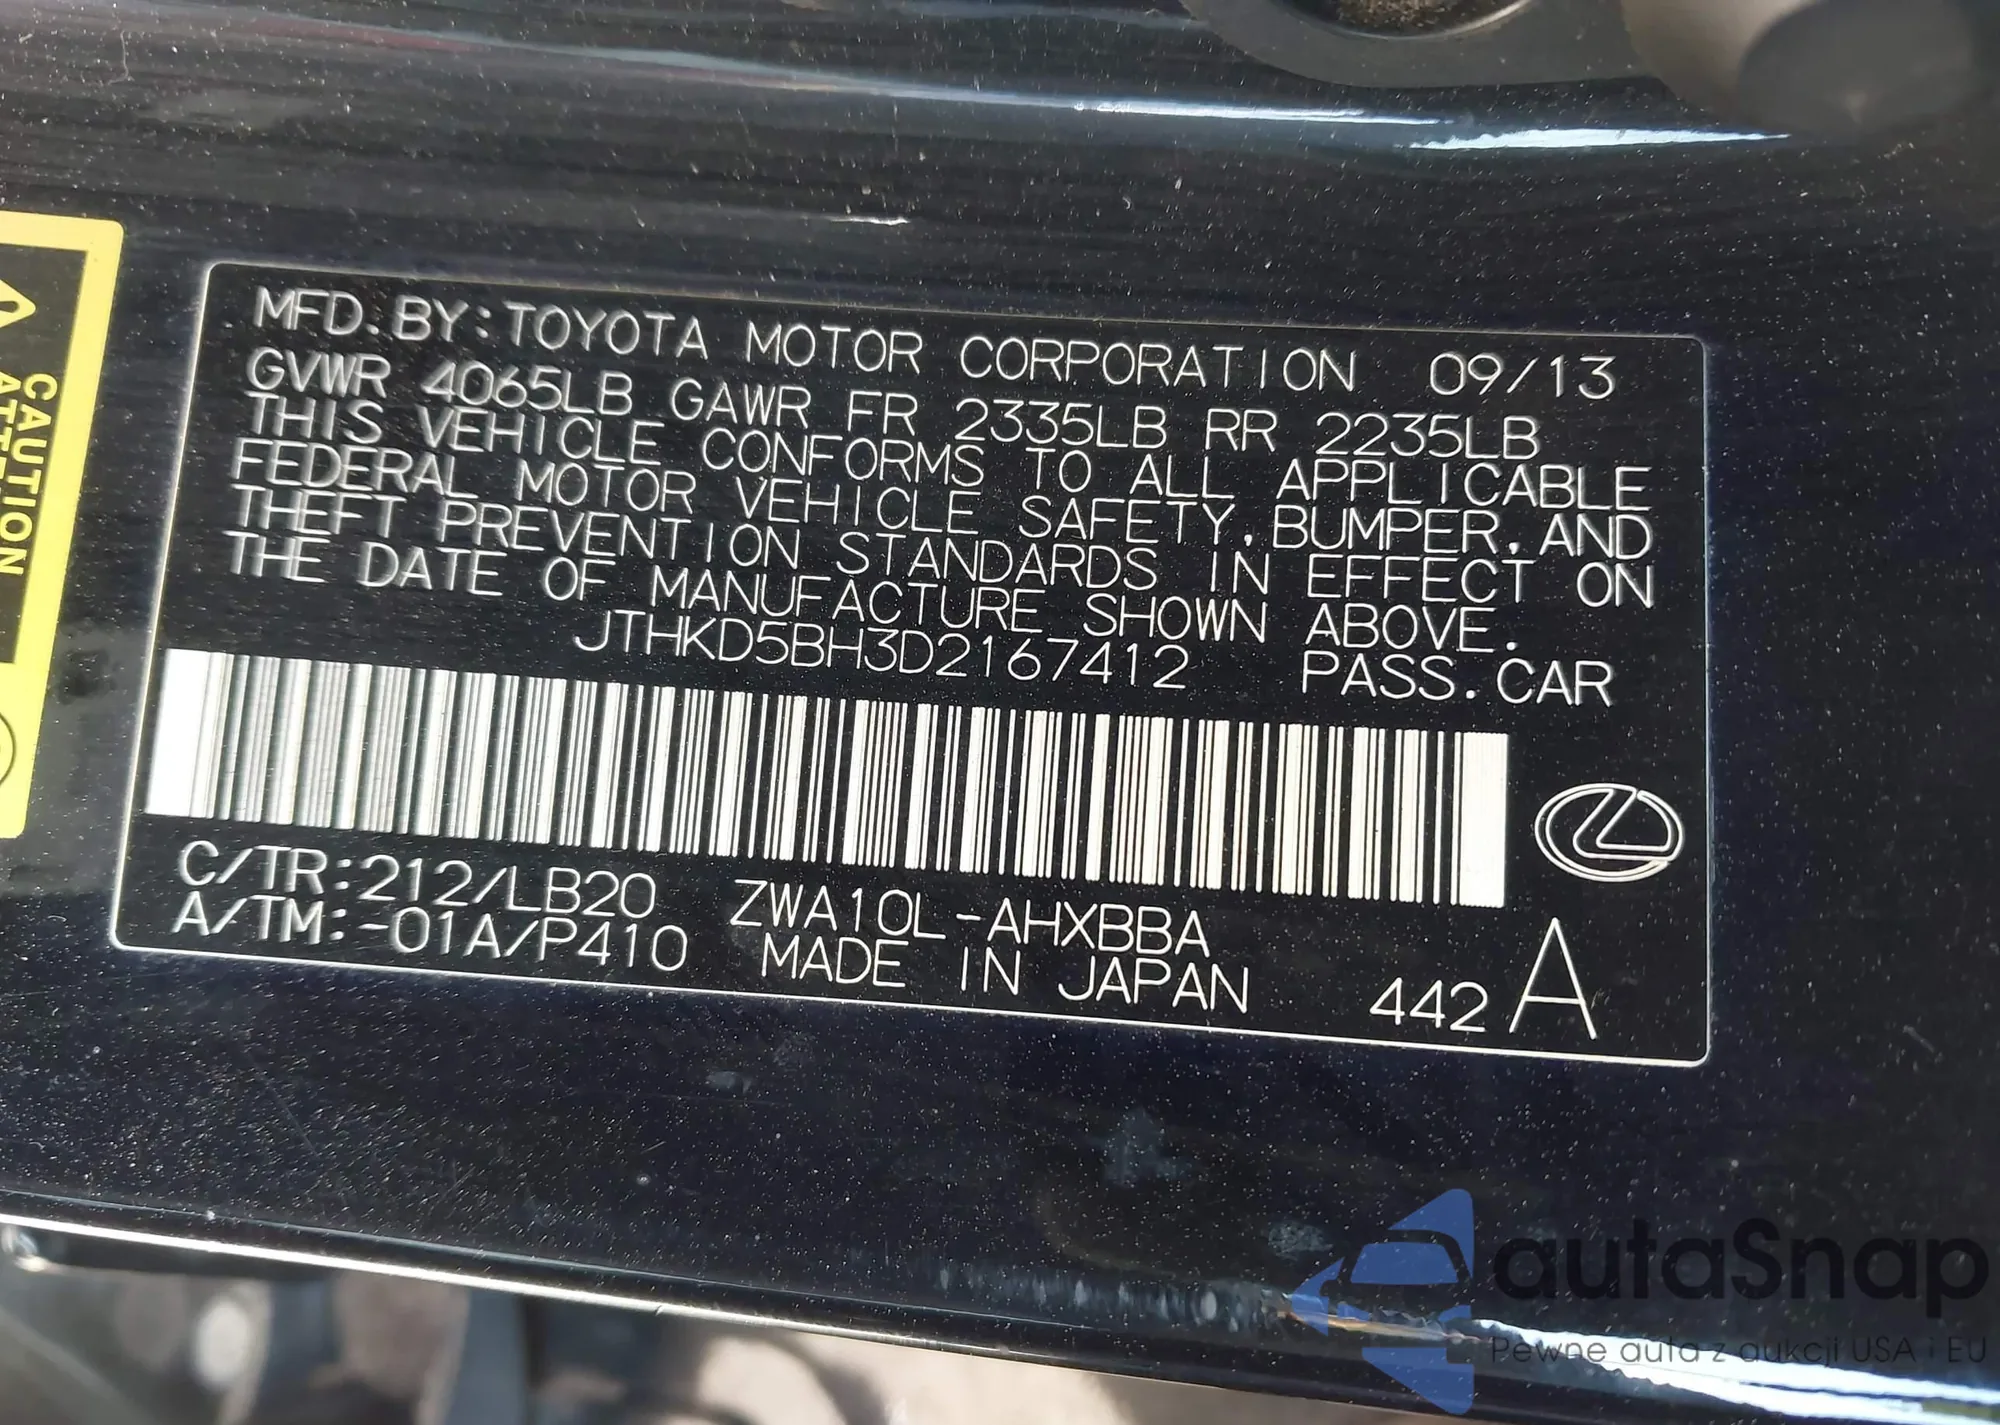 CAUTION
MFD. BY: TOYOTA MOTOR CORPORATION 09/13
GVWR 4065LB GAWR FR 2335LB RR 2235LB
THIS VEHICLE CONFORMS TO ALL APPLICABLE
FEDERAL MOTOR VEHICLE SAFETY, BUMPER, AND
THEFT PREVENTION STANDARDS IN EFFECT ON
THE DATE OF MANUFACTURE SHOWN ABOVE.
JTHKD5BH3D2167412 PASS. CAR
C/TR:212/LB20 ZWA10L-AHXBBA
A/TM:-01A/P410 MADE IN JAPAN 442 A
autaSnap
Pewne auta z aukcji USA i EU